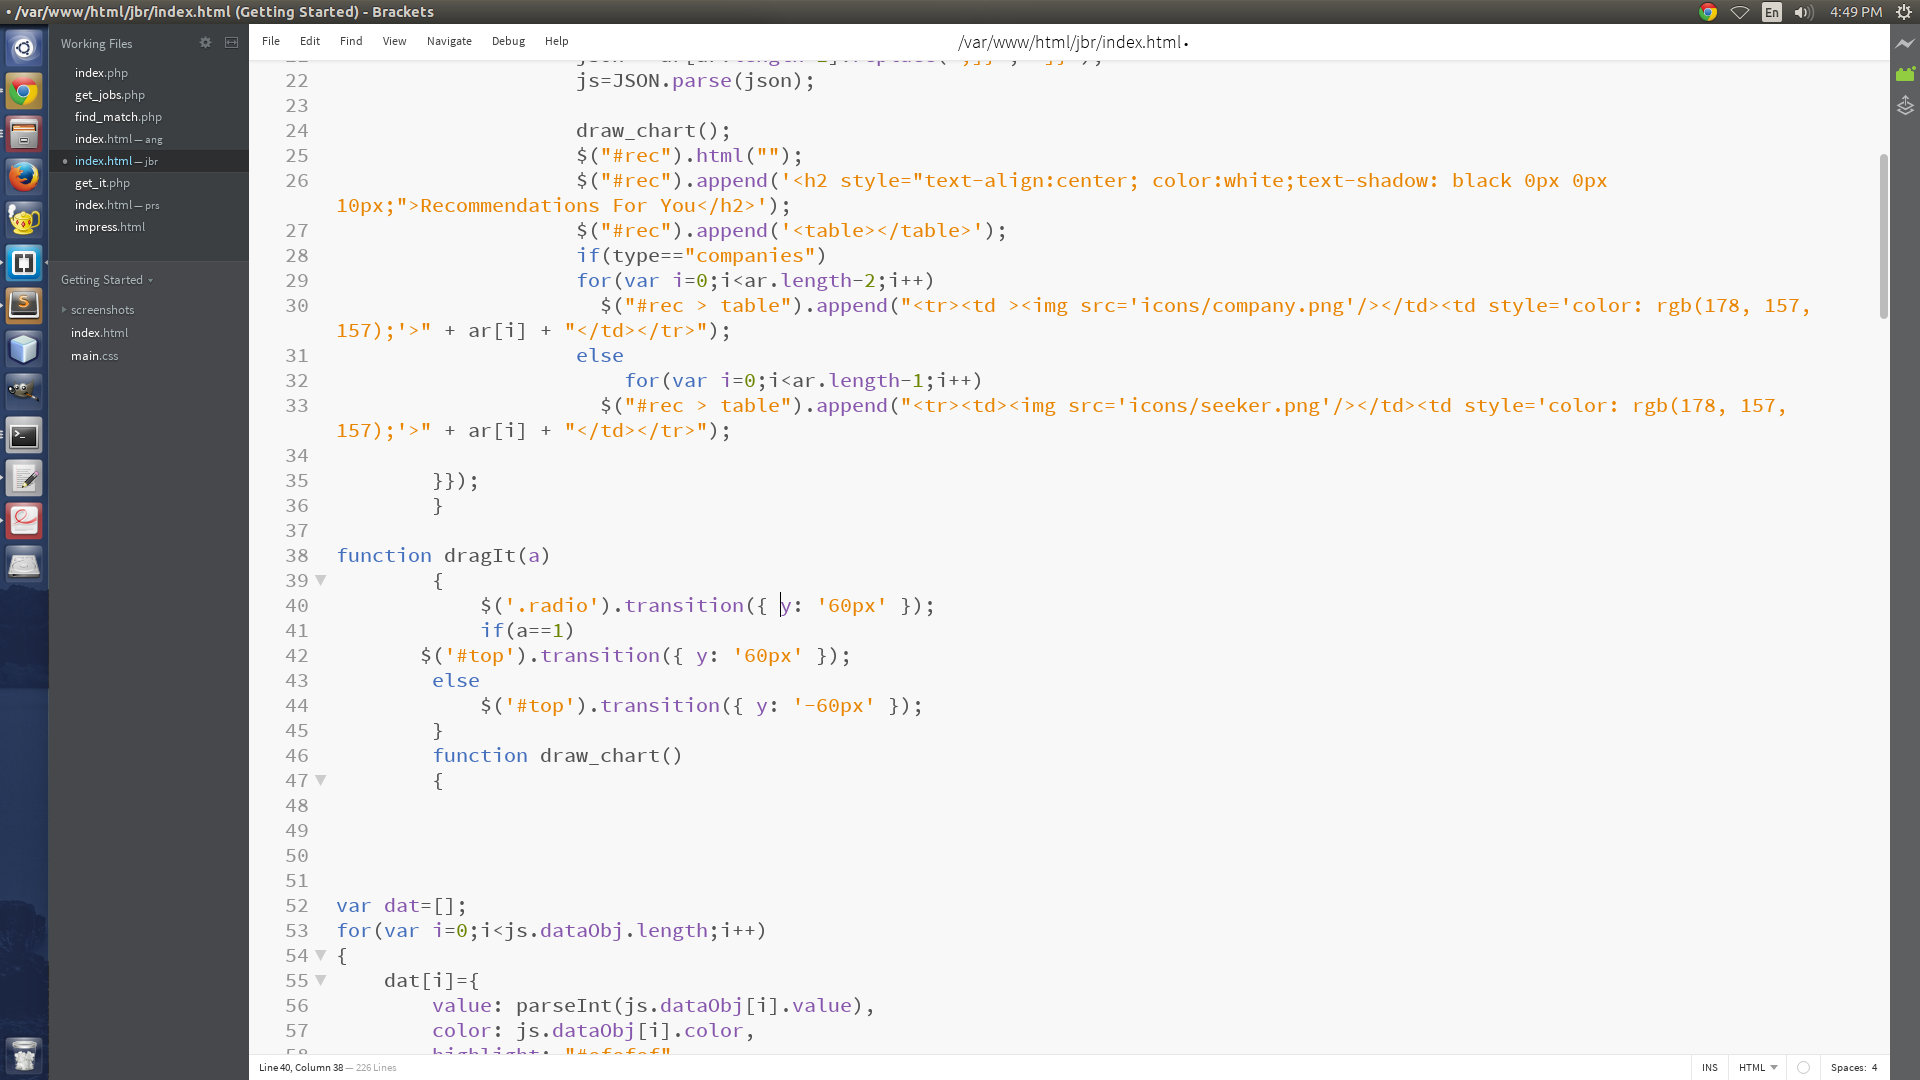 • /var/www/html/jbr/index.html (Getting Started) - Brackets
En
4:49 PM
Working Files
index.php
get_jobs.php
find_match.php
index.html — ang
• index.html — jbr
get_it.php
index.html — prs
impress.html
Getting Started
screenshots
index.html
main.css
File Edit Find View Navigate Debug Help
/var/www/html/jbr/index.html •
22 js=JSON.parse(json);
23
24 draw_chart();
25 $("#rec").html("");
26 $("#rec").append('<h2 style="text-align:center; color:white;text-shadow: black 0px 0px
10px;">Recommendations For You</h2>');
27 $("#rec").append('<table></table>');
28 if(type=="companies")
29 for(var i=0;i<ar.length-2;i++)
30 $("#rec > table").append("<tr><td ><img src='icons/company.png'/></td><td style='color: rgb(178, 157,
157);'>" + ar[i] + "</td></tr>");
31 else
32 for(var i=0;i<ar.length-1;i++)
33 $("#rec > table").append("<tr><td><img src='icons/seeker.png'/></td><td style='color: rgb(178, 157,
157);'>" + ar[i] + "</td></tr>");
34
35 }});
36 }
37
38 function dragIt(a)
39 {
40 $('.radio').transition({ y: '60px' });
41 if(a==1)
42 $('#top').transition({ y: '60px' });
43 else
44 $('#top').transition({ y: '-60px' });
45 }
46 function draw_chart()
47 {
48
49
50
51
52 var dat=[];
53 for(var i=0;i<js.dataObj.length;i++)
54 {
55 dat[i]={
56 value: parseInt(js.dataObj[i].value),
57 color: js.dataObj[i].color,
58 highlight: "#efefef"
Line 40, Column 38 — 226 Lines
INS
HTML
Spaces: 4